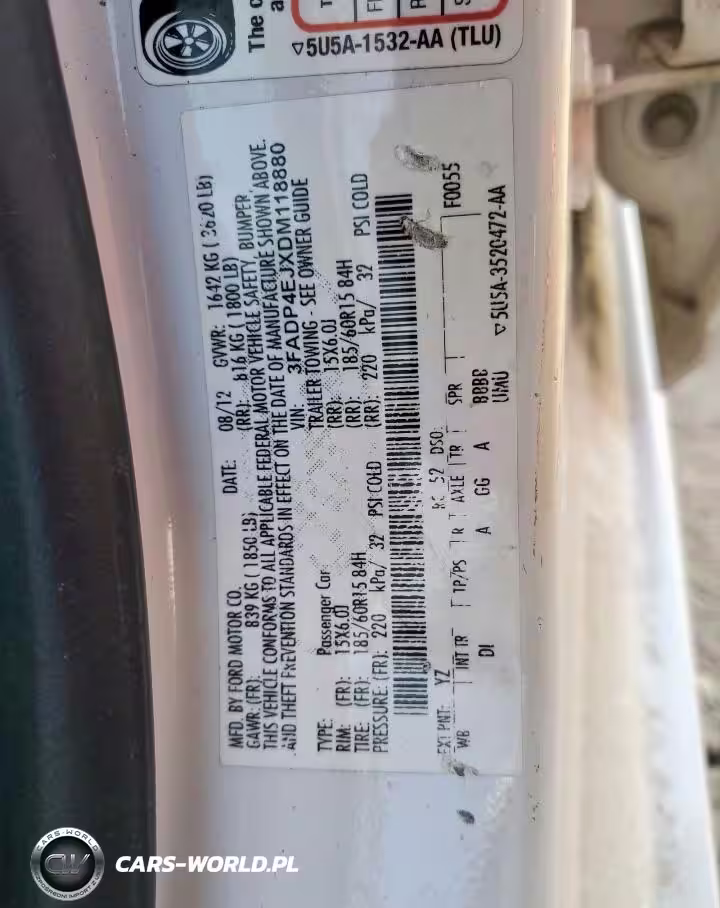 The
▽5U5A-1532-AA (TLU)
MFD. BY FORD MOTOR CO. DATE: 08/12 GVWR: 1642 KG ( 3620 LB)
GAWR: (FR): 839 KG ( 1850 LB) (RR): 816 KG ( 1800 LB)
THIS VEHICLE CONFORMS TO ALL APPLICABLE FEDERAL MOTOR VEHICLE SAFETY, BUMPER
AND THEFT PREVENTION STANDARDS IN EFFECT ON THE DATE OF MANUFACTURE SHOWN ABOVE.
VIN: 3FADP4EJXDM118880
TYPE: Passenger Car TRAILER TOWING - SEE OWNER GUIDE
RIM: (FR): 15X6.0J (RR): 15X6.0J
TIRE: (FR): 185/60R15 84H (RR): 185/60R15 84H
PRESSURE: (FR): 220 kPa/ 32 PSI COLD (RR): 220 kPa/ 32 PSI COLD
EXT PNT: YZ RC: 52 DSO: F0055
WB INT TR TP/PS R AXLE TR SPR
DI A GG A BBBB
UMU
▽5U5A-3520472-AA
CARS-WORLD
CW
CARS-WORLD.PL